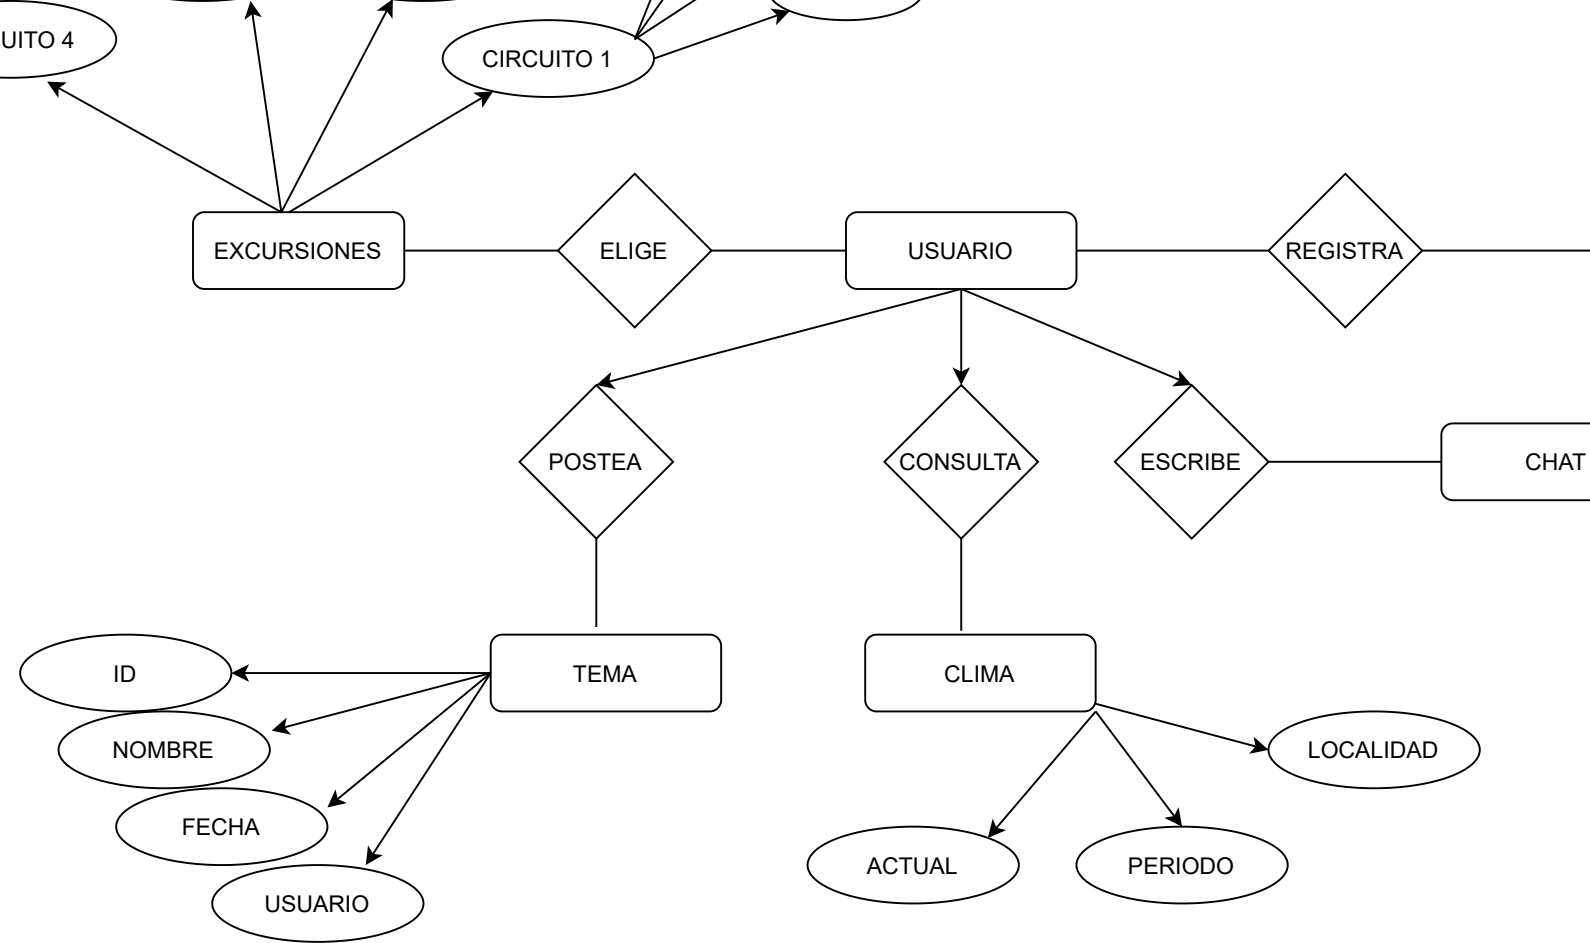 UITO 4
CIRCUITO 1
EXCURSIONES
ELIGE
USUARIO
REGISTRA
POSTEA
CONSULTA
ESCRIBE
CHAT
TEMA
CLIMA
ID
NOMBRE
LOCALIDAD
FECHA
ACTUAL
PERIODO
USUARIO